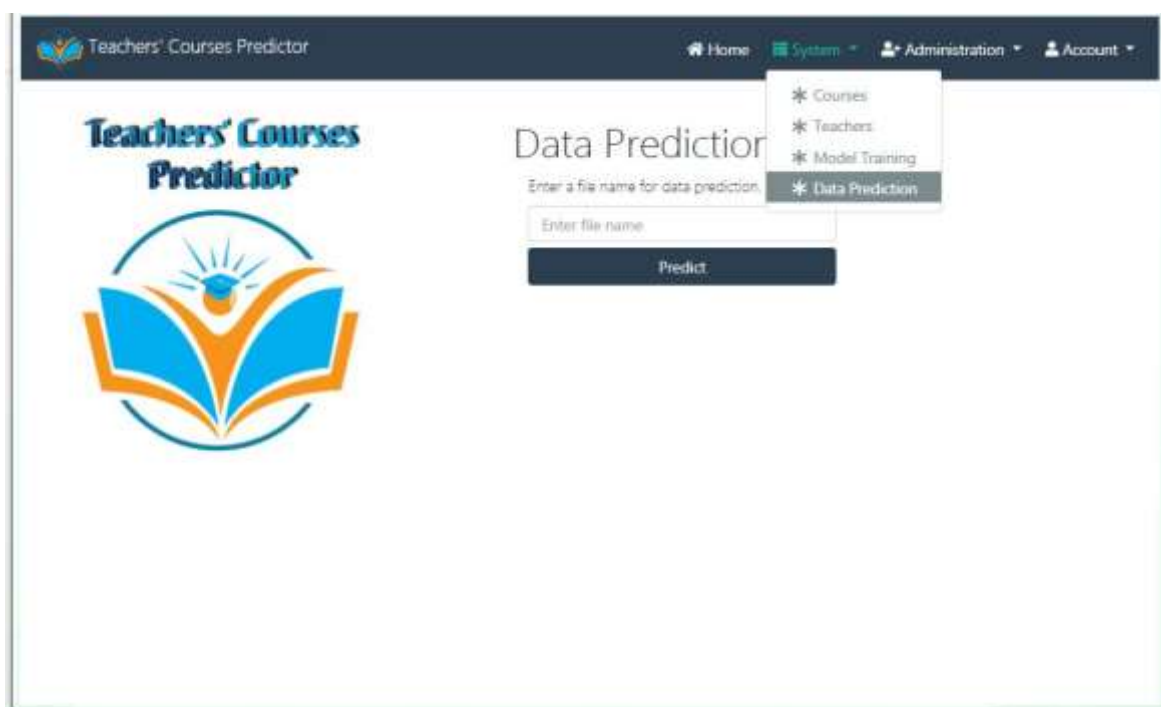 Teachers' Courses Predictor
Home System Administration Account
Courses
Teachers
Model Training
Data Prediction
Teachers' Courses
Predictor
Data Prediction
Enter a file name for data prediction.
Enter file name
Predict